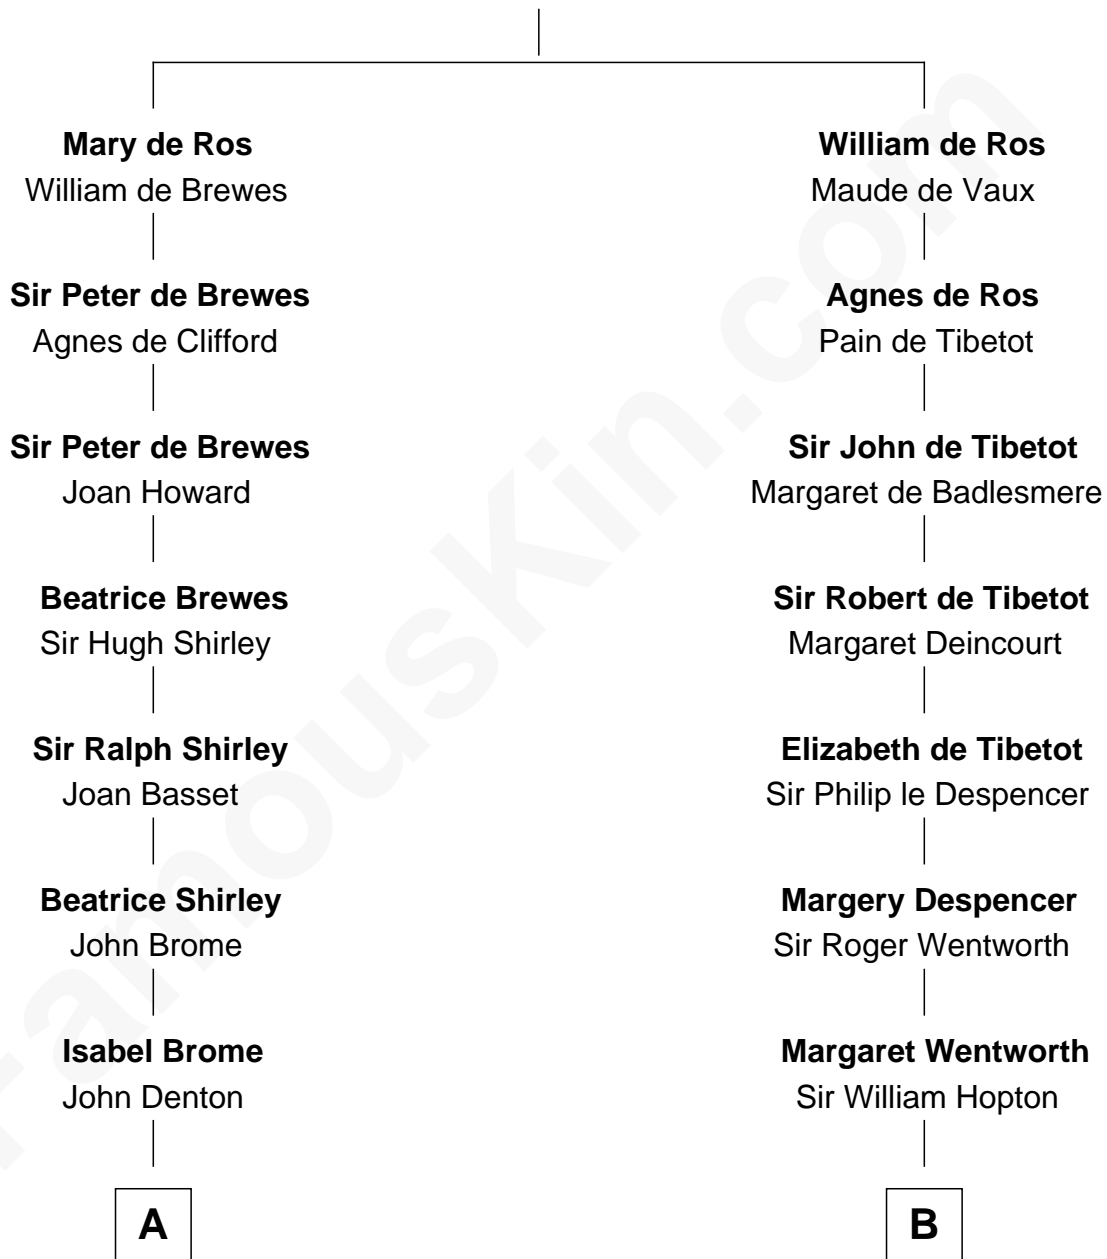 Mary de Ros
William de Brewes
Sir Peter de Brewes
Agnes de Clifford
Sir Peter de Brewes
Joan Howard
Beatrice Brewes
Sir Hugh Shirley
Sir Ralph Shirley
Joan Basset
Beatrice Shirley
John Brome
Isabel Brome
John Denton
A
William de Ros
Maude de Vaux
Agnes de Ros
Pain de Tibetot
Sir John de Tibetot
Margaret de Badlesmere
Sir Robert de Tibetot
Margaret Deincourt
Elizabeth de Tibetot
Sir Philip le Despencer
Margery Despencer
Sir Roger Wentworth
Margaret Wentworth
Sir William Hopton
B
FamousKin.com